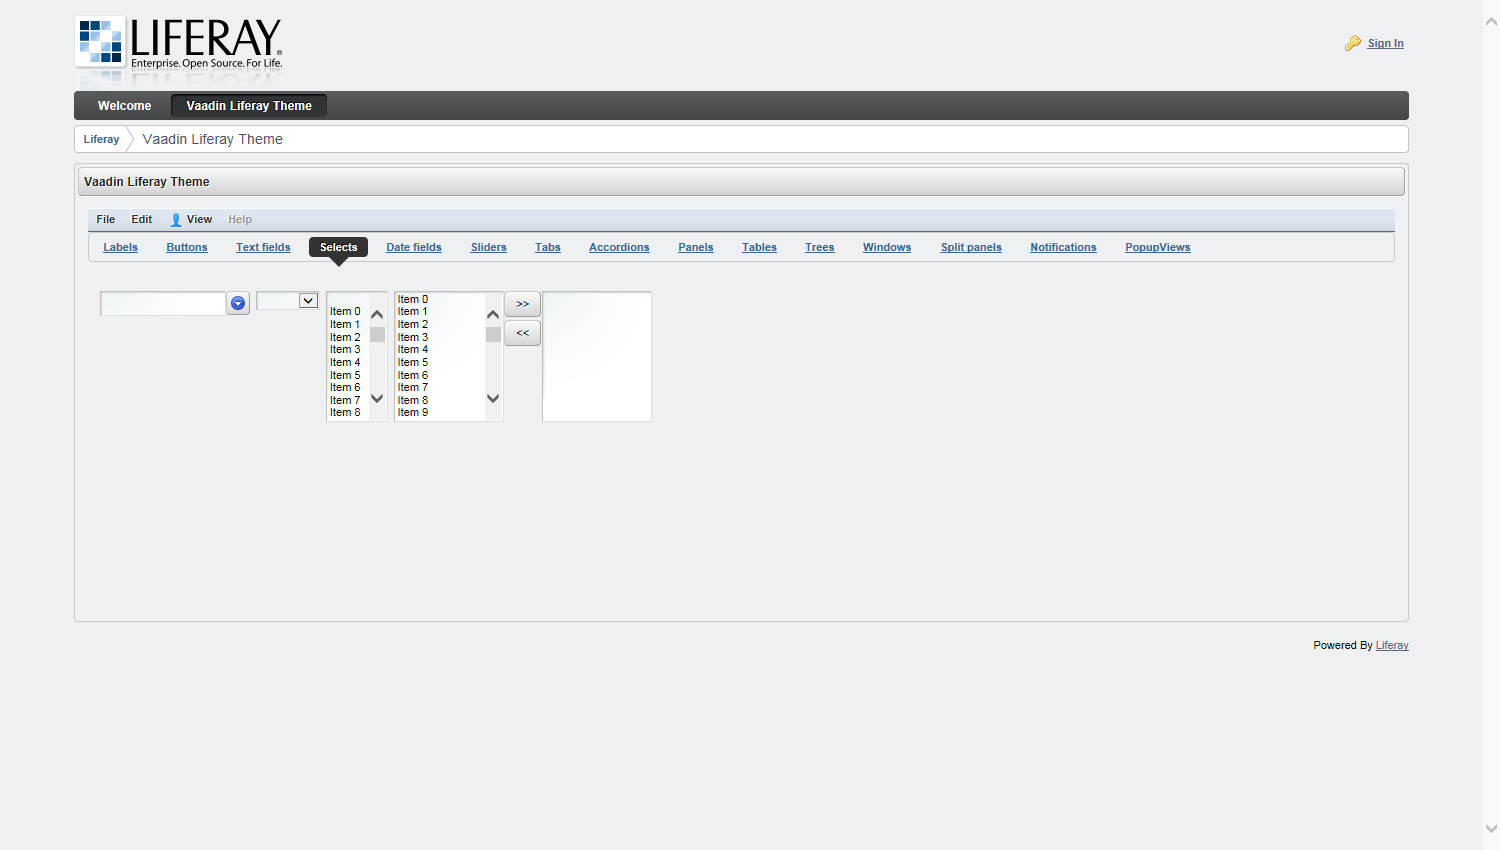 LIFERAY®
Enterprise. Open Source. For Life.
Sign In
Welcome
Vaadin Liferay Theme
Liferay
Vaadin Liferay Theme
Vaadin Liferay Theme
File Edit View Help
Labels Buttons Text fields Selects Date fields Sliders Tabs Accordions Panels Tables Trees Windows Split panels Notifications PopupViews
Item 0
Item 1
Item 2
Item 3
Item 4
Item 5
Item 6
Item 7
Item 8
Item 0
Item 1
Item 2
Item 3
Item 4
Item 5
Item 6
Item 7
Item 8
Item 9
>>
<<
Powered By Liferay